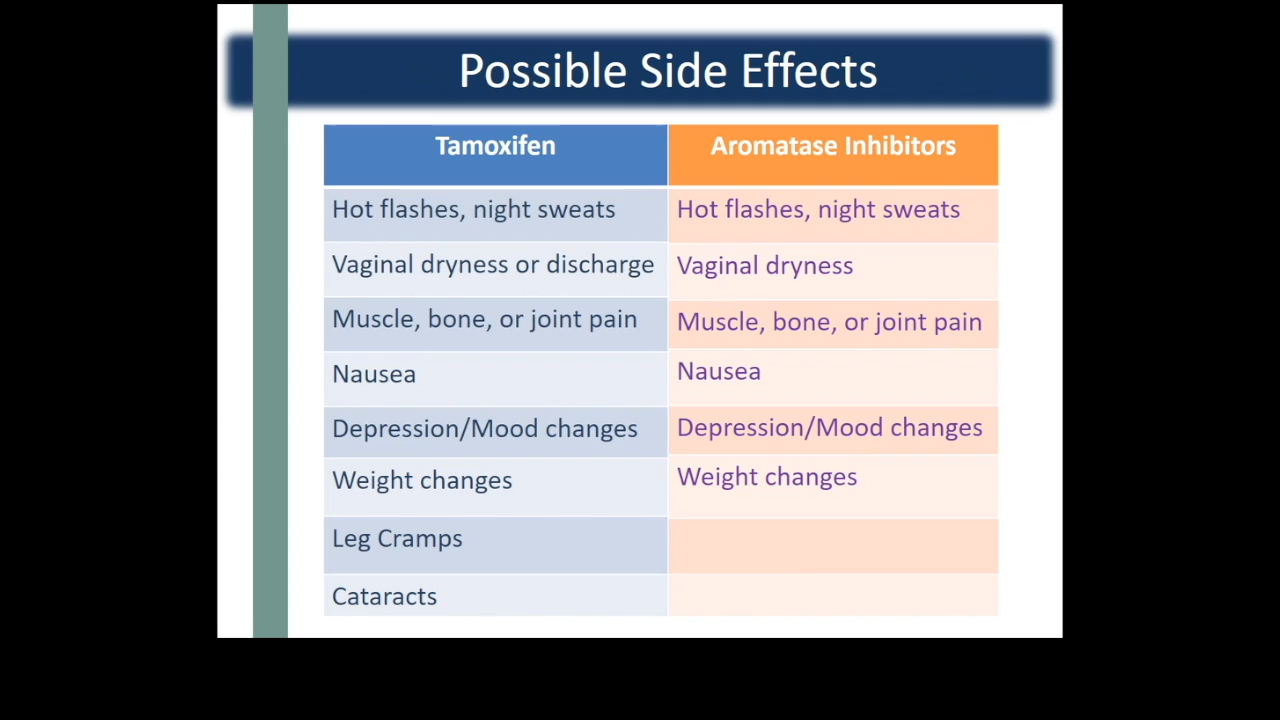 Possible Side Effects
Tamoxifen
Aromatase Inhibitors
Hot flashes, night sweats
Hot flashes, night sweats
Vaginal dryness or discharge
Vaginal dryness
Muscle, bone, or joint pain
Muscle, bone, or joint pain
Nausea
Nausea
Depression/Mood changes
Depression/Mood changes
Weight changes
Weight changes
Leg Cramps
Cataracts